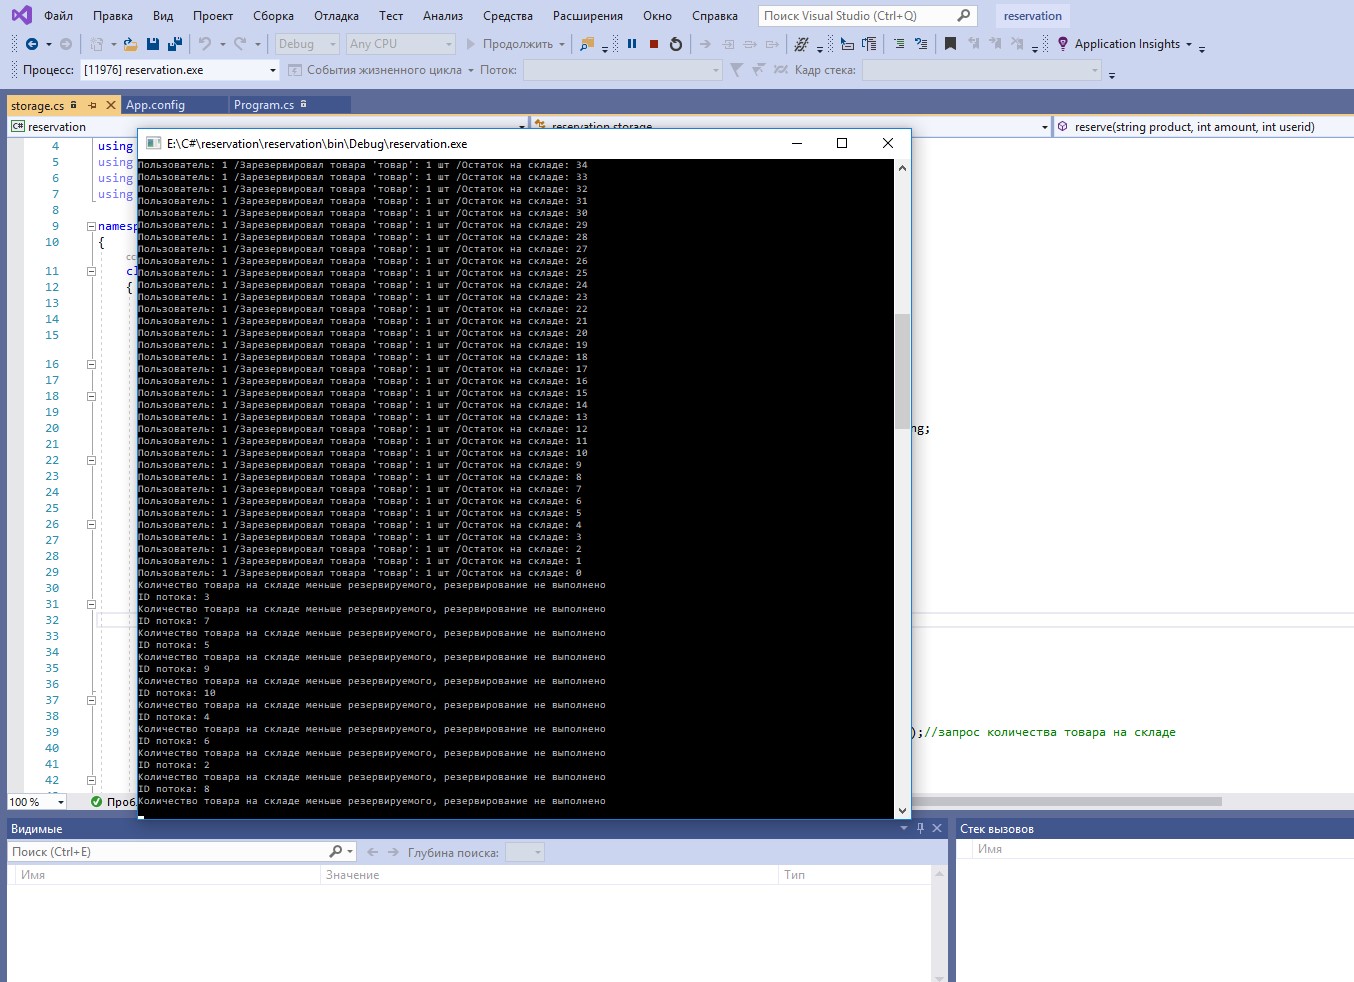 Файл Правка Вид Проект Сборка Отладка Тест Анализ Средства Расширения Окно Справка Поиск Visual Studio (Ctrl+Q) reservation
Debug Any CPU Продолжить Application Insights
Процесс: [11976] reservation.exe События жизненного цикла Поток: Кадр стека:
storage.cs App.config Program.cs
C# reservation reservation.storage reserve(string product, int amount, int userid)
E:\C#\reservation\reservation\bin\Debug\reservation.exe
4 using
5 using
6 using
7 using
8
9 namesp
10 {
11 cl
12 {
13
14
15
16
17
18
19
20 ng;
21
22
23
24
25
26
27
28
29
30
31
32
33
34
35
36
37
38
39 );//запрос количества товара на складе
40
41
42
Пользователь: 1 /Зарезервировал товара 'товар': 1 шт /Остаток на складе: 34
Пользователь: 1 /Зарезервировал товара 'товар': 1 шт /Остаток на складе: 33
Пользователь: 1 /Зарезервировал товара 'товар': 1 шт /Остаток на складе: 32
Пользователь: 1 /Зарезервировал товара 'товар': 1 шт /Остаток на складе: 31
Пользователь: 1 /Зарезервировал товара 'товар': 1 шт /Остаток на складе: 30
Пользователь: 1 /Зарезервировал товара 'товар': 1 шт /Остаток на складе: 29
Пользователь: 1 /Зарезервировал товара 'товар': 1 шт /Остаток на складе: 28
Пользователь: 1 /Зарезервировал товара 'товар': 1 шт /Остаток на складе: 27
Пользователь: 1 /Зарезервировал товара 'товар': 1 шт /Остаток на складе: 26
Пользователь: 1 /Зарезервировал товара 'товар': 1 шт /Остаток на складе: 25
Пользователь: 1 /Зарезервировал товара 'товар': 1 шт /Остаток на складе: 24
Пользователь: 1 /Зарезервировал товара 'товар': 1 шт /Остаток на складе: 23
Пользователь: 1 /Зарезервировал товара 'товар': 1 шт /Остаток на складе: 22
Пользователь: 1 /Зарезервировал товара 'товар': 1 шт /Остаток на складе: 21
Пользователь: 1 /Зарезервировал товара 'товар': 1 шт /Остаток на складе: 20
Пользователь: 1 /Зарезервировал товара 'товар': 1 шт /Остаток на складе: 19
Пользователь: 1 /Зарезервировал товара 'товар': 1 шт /Остаток на складе: 18
Пользователь: 1 /Зарезервировал товара 'товар': 1 шт /Остаток на складе: 17
Пользователь: 1 /Зарезервировал товара 'товар': 1 шт /Остаток на складе: 16
Пользователь: 1 /Зарезервировал товара 'товар': 1 шт /Остаток на складе: 15
Пользователь: 1 /Зарезервировал товара 'товар': 1 шт /Остаток на складе: 14
Пользователь: 1 /Зарезервировал товара 'товар': 1 шт /Остаток на складе: 13
Пользователь: 1 /Зарезервировал товара 'товар': 1 шт /Остаток на складе: 12
Пользователь: 1 /Зарезервировал товара 'товар': 1 шт /Остаток на складе: 11
Пользователь: 1 /Зарезервировал товара 'товар': 1 шт /Остаток на складе: 10
Пользователь: 1 /Зарезервировал товара 'товар': 1 шт /Остаток на складе: 9
Пользователь: 1 /Зарезервировал товара 'товар': 1 шт /Остаток на складе: 8
Пользователь: 1 /Зарезервировал товара 'товар': 1 шт /Остаток на складе: 7
Пользователь: 1 /Зарезервировал товара 'товар': 1 шт /Остаток на складе: 6
Пользователь: 1 /Зарезервировал товара 'товар': 1 шт /Остаток на складе: 5
Пользователь: 1 /Зарезервировал товара 'товар': 1 шт /Остаток на складе: 4
Пользователь: 1 /Зарезервировал товара 'товар': 1 шт /Остаток на складе: 3
Пользователь: 1 /Зарезервировал товара 'товар': 1 шт /Остаток на складе: 2
Пользователь: 1 /Зарезервировал товара 'товар': 1 шт /Остаток на складе: 1
Пользователь: 1 /Зарезервировал товара 'товар': 1 шт /Остаток на складе: 0
Количество товара на складе меньше резервируемого, резервирование не выполнено
ID потока: 3
Количество товара на складе меньше резервируемого, резервирование не выполнено
ID потока: 7
Количество товара на складе меньше резервируемого, резервирование не выполнено
ID потока: 5
Количество товара на складе меньше резервируемого, резервирование не выполнено
ID потока: 9
Количество товара на складе меньше резервируемого, резервирование не выполнено
ID потока: 10
Количество товара на складе меньше резервируемого, резервирование не выполнено
ID потока: 4
Количество товара на складе меньше резервируемого, резервирование не выполнено
ID потока: 6
Количество товара на складе меньше резервируемого, резервирование не выполнено
ID потока: 2
Количество товара на складе меньше резервируемого, резервирование не выполнено
ID потока: 8
Количество товара на складе меньше резервируемого, резервирование не выполнено
100 % Пробл
Видимые
Поиск (Ctrl+E) Глубина поиска:
Имя Значение Тип
Стек вызовов
Имя